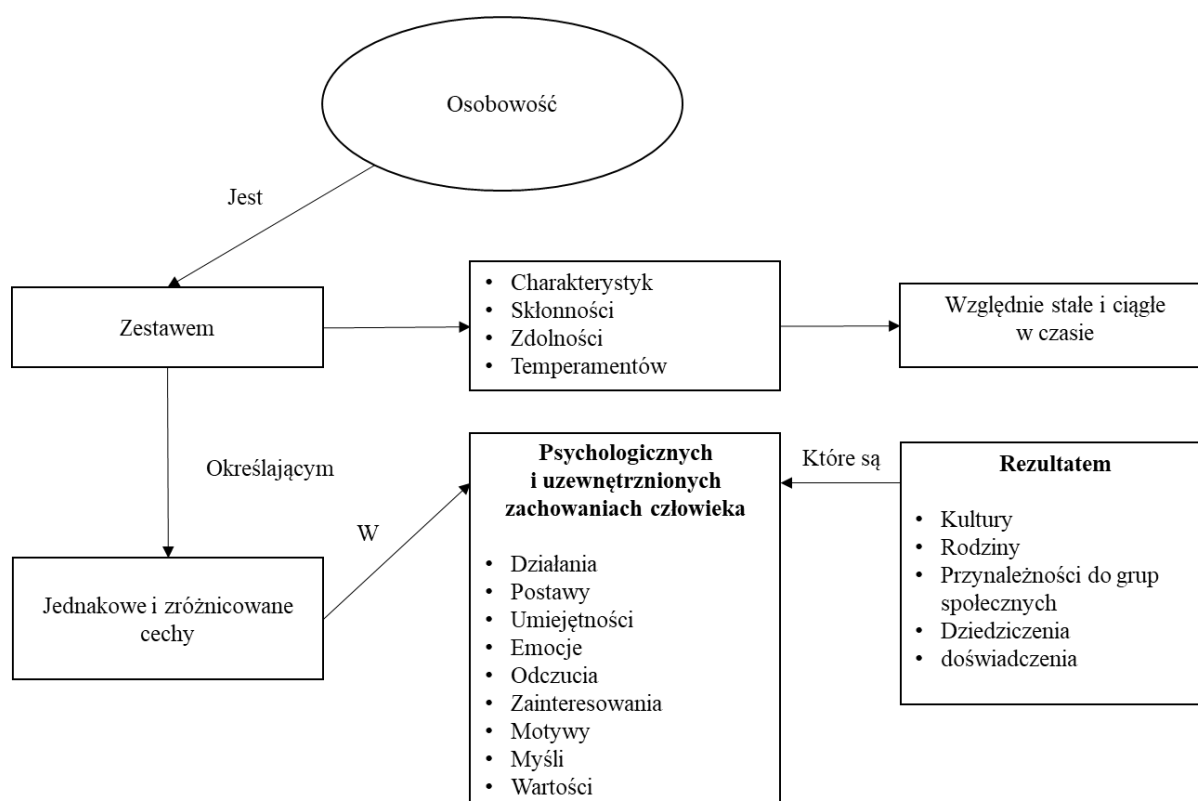 Osobowość
Jest
Zestawem
• Charakterystyk
• Skłonności
• Zdolności
• Temperamentów
Względnie stałe i ciągłe
w czasie
Określającym
Jednakowe i zróżnicowane
cechy
W
Psychologicznych
i uzewnętrznionych
zachowaniach człowieka
• Działania
• Postawy
• Umiejętności
• Emocje
• Odczucia
• Zainteresowania
• Motywy
• Myśli
• Wartości
Które są
Rezultatem
• Kultury
• Rodziny
• Przynależności do grup
społecznych
• Dziedziczenia
• doświadczenia